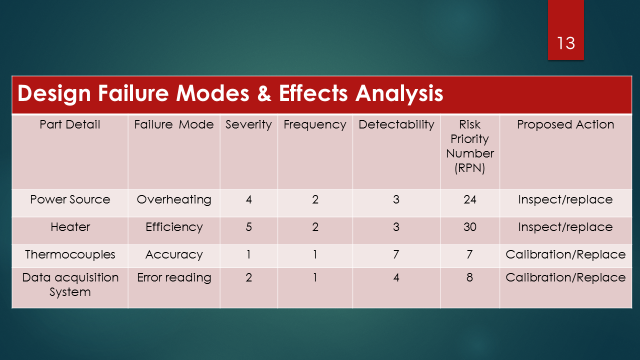 13
Design Failure Modes & Effects Analysis
Part Detail Failure Mode Severity Frequency Detectability Risk Priority Number (RPN) Proposed Action
Power Source Overheating 4 2 3 24 Inspect/replace
Heater Efficiency 5 2 3 30 Inspect/replace
Thermocouples Accuracy 1 1 7 7 Calibration/Replace
Data acquisition System Error reading 2 1 4 8 Calibration/Replace